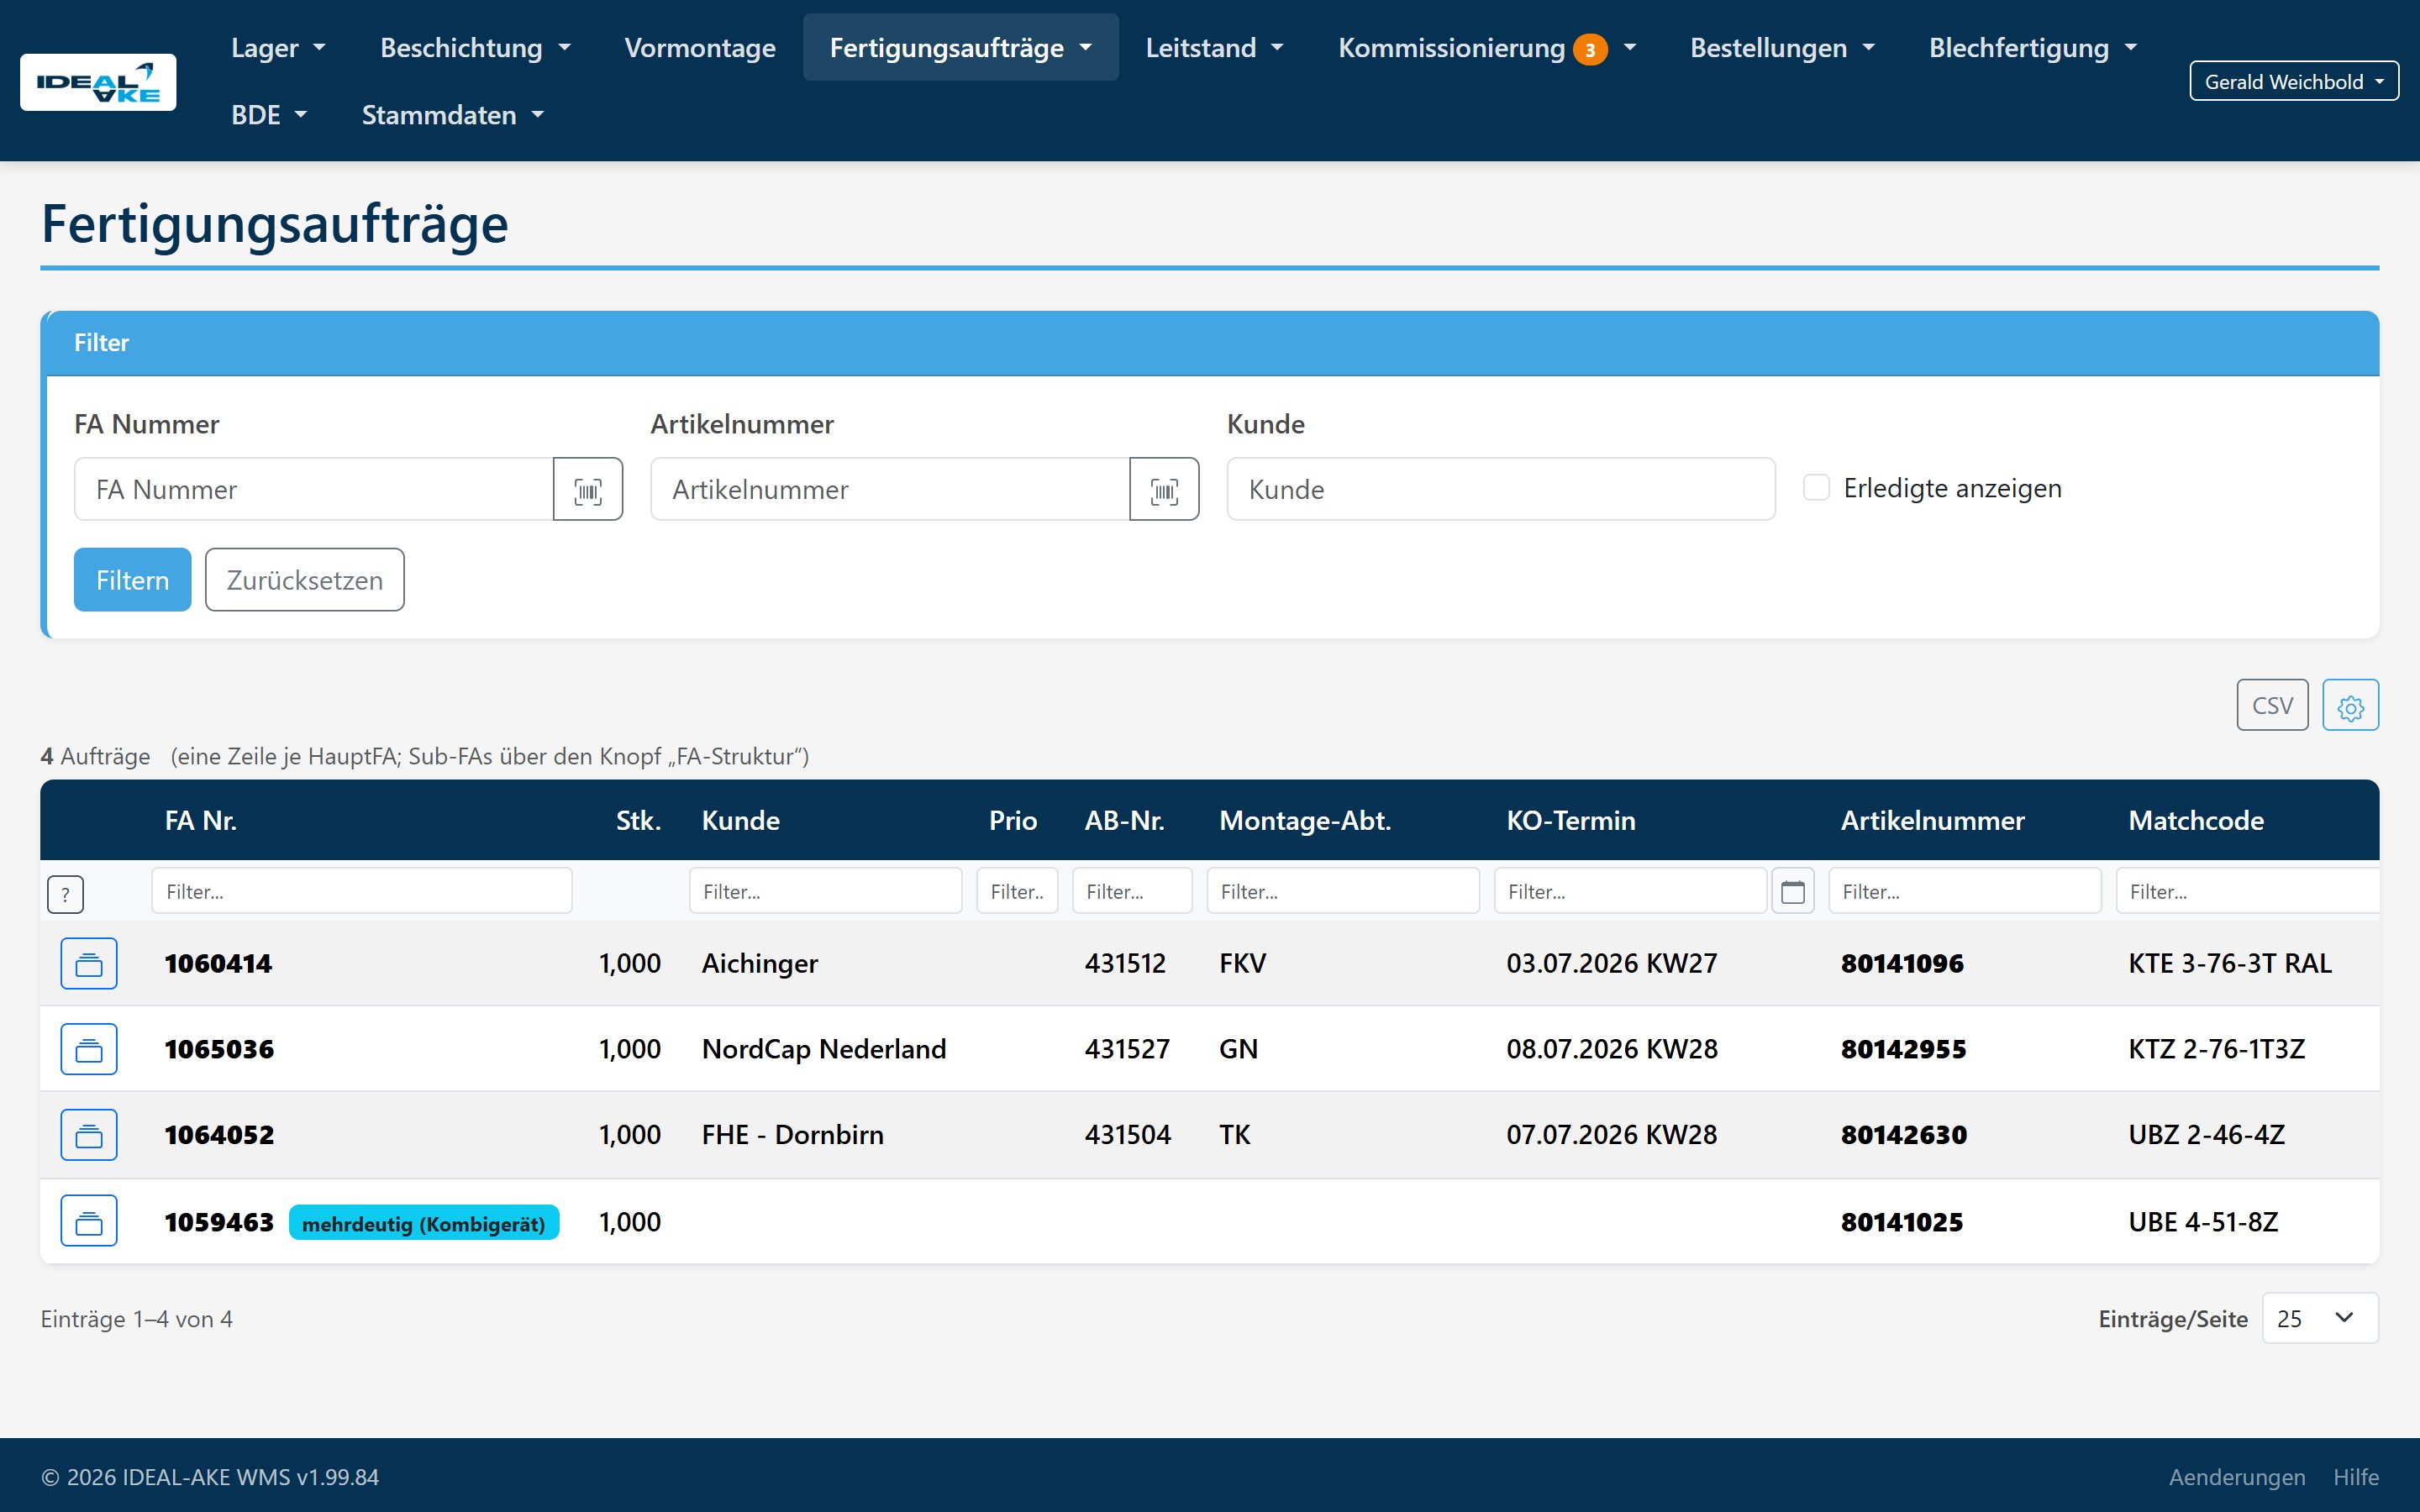 IDEAL AKE
Lager
Beschichtung
Vormontage
Fertigungsaufträge
Leitstand
Kommissionierung 3
Bestellungen
Blechfertigung
BDE
Stammdaten
Gerald Weichbold
Fertigungsaufträge
Filter
FA Nummer Artikelnummer Kunde
FA Nummer Artikelnummer Kunde Erledigte anzeigen
Filtern Zurücksetzen
CSV
4 Aufträge (eine Zeile je HauptFA; Sub-FAs über den Knopf „FA-Struktur“)
FA Nr. Stk. Kunde Prio AB-Nr. Montage-Abt. KO-Termin Artikelnummer Matchcode
? Filter... Filter... Filter.. Filter... Filter... Filter... Filter... Filter...
1060414 1,000 Aichinger 431512 FKV 03.07.2026 KW27 80141096 KTE 3-76-3T RAL
1065036 1,000 NordCap Nederland 431527 GN 08.07.2026 KW28 80142955 KTZ 2-76-1T3Z
1064052 1,000 FHE - Dornbirn 431504 TK 07.07.2026 KW28 80142630 UBZ 2-46-4Z
1059463 mehrdeutig (Kombigerät) 1,000 80141025 UBE 4-51-8Z
Einträge 1–4 von 4 Einträge/Seite 25
© 2026 IDEAL-AKE WMS v1.99.84 Aenderungen Hilfe